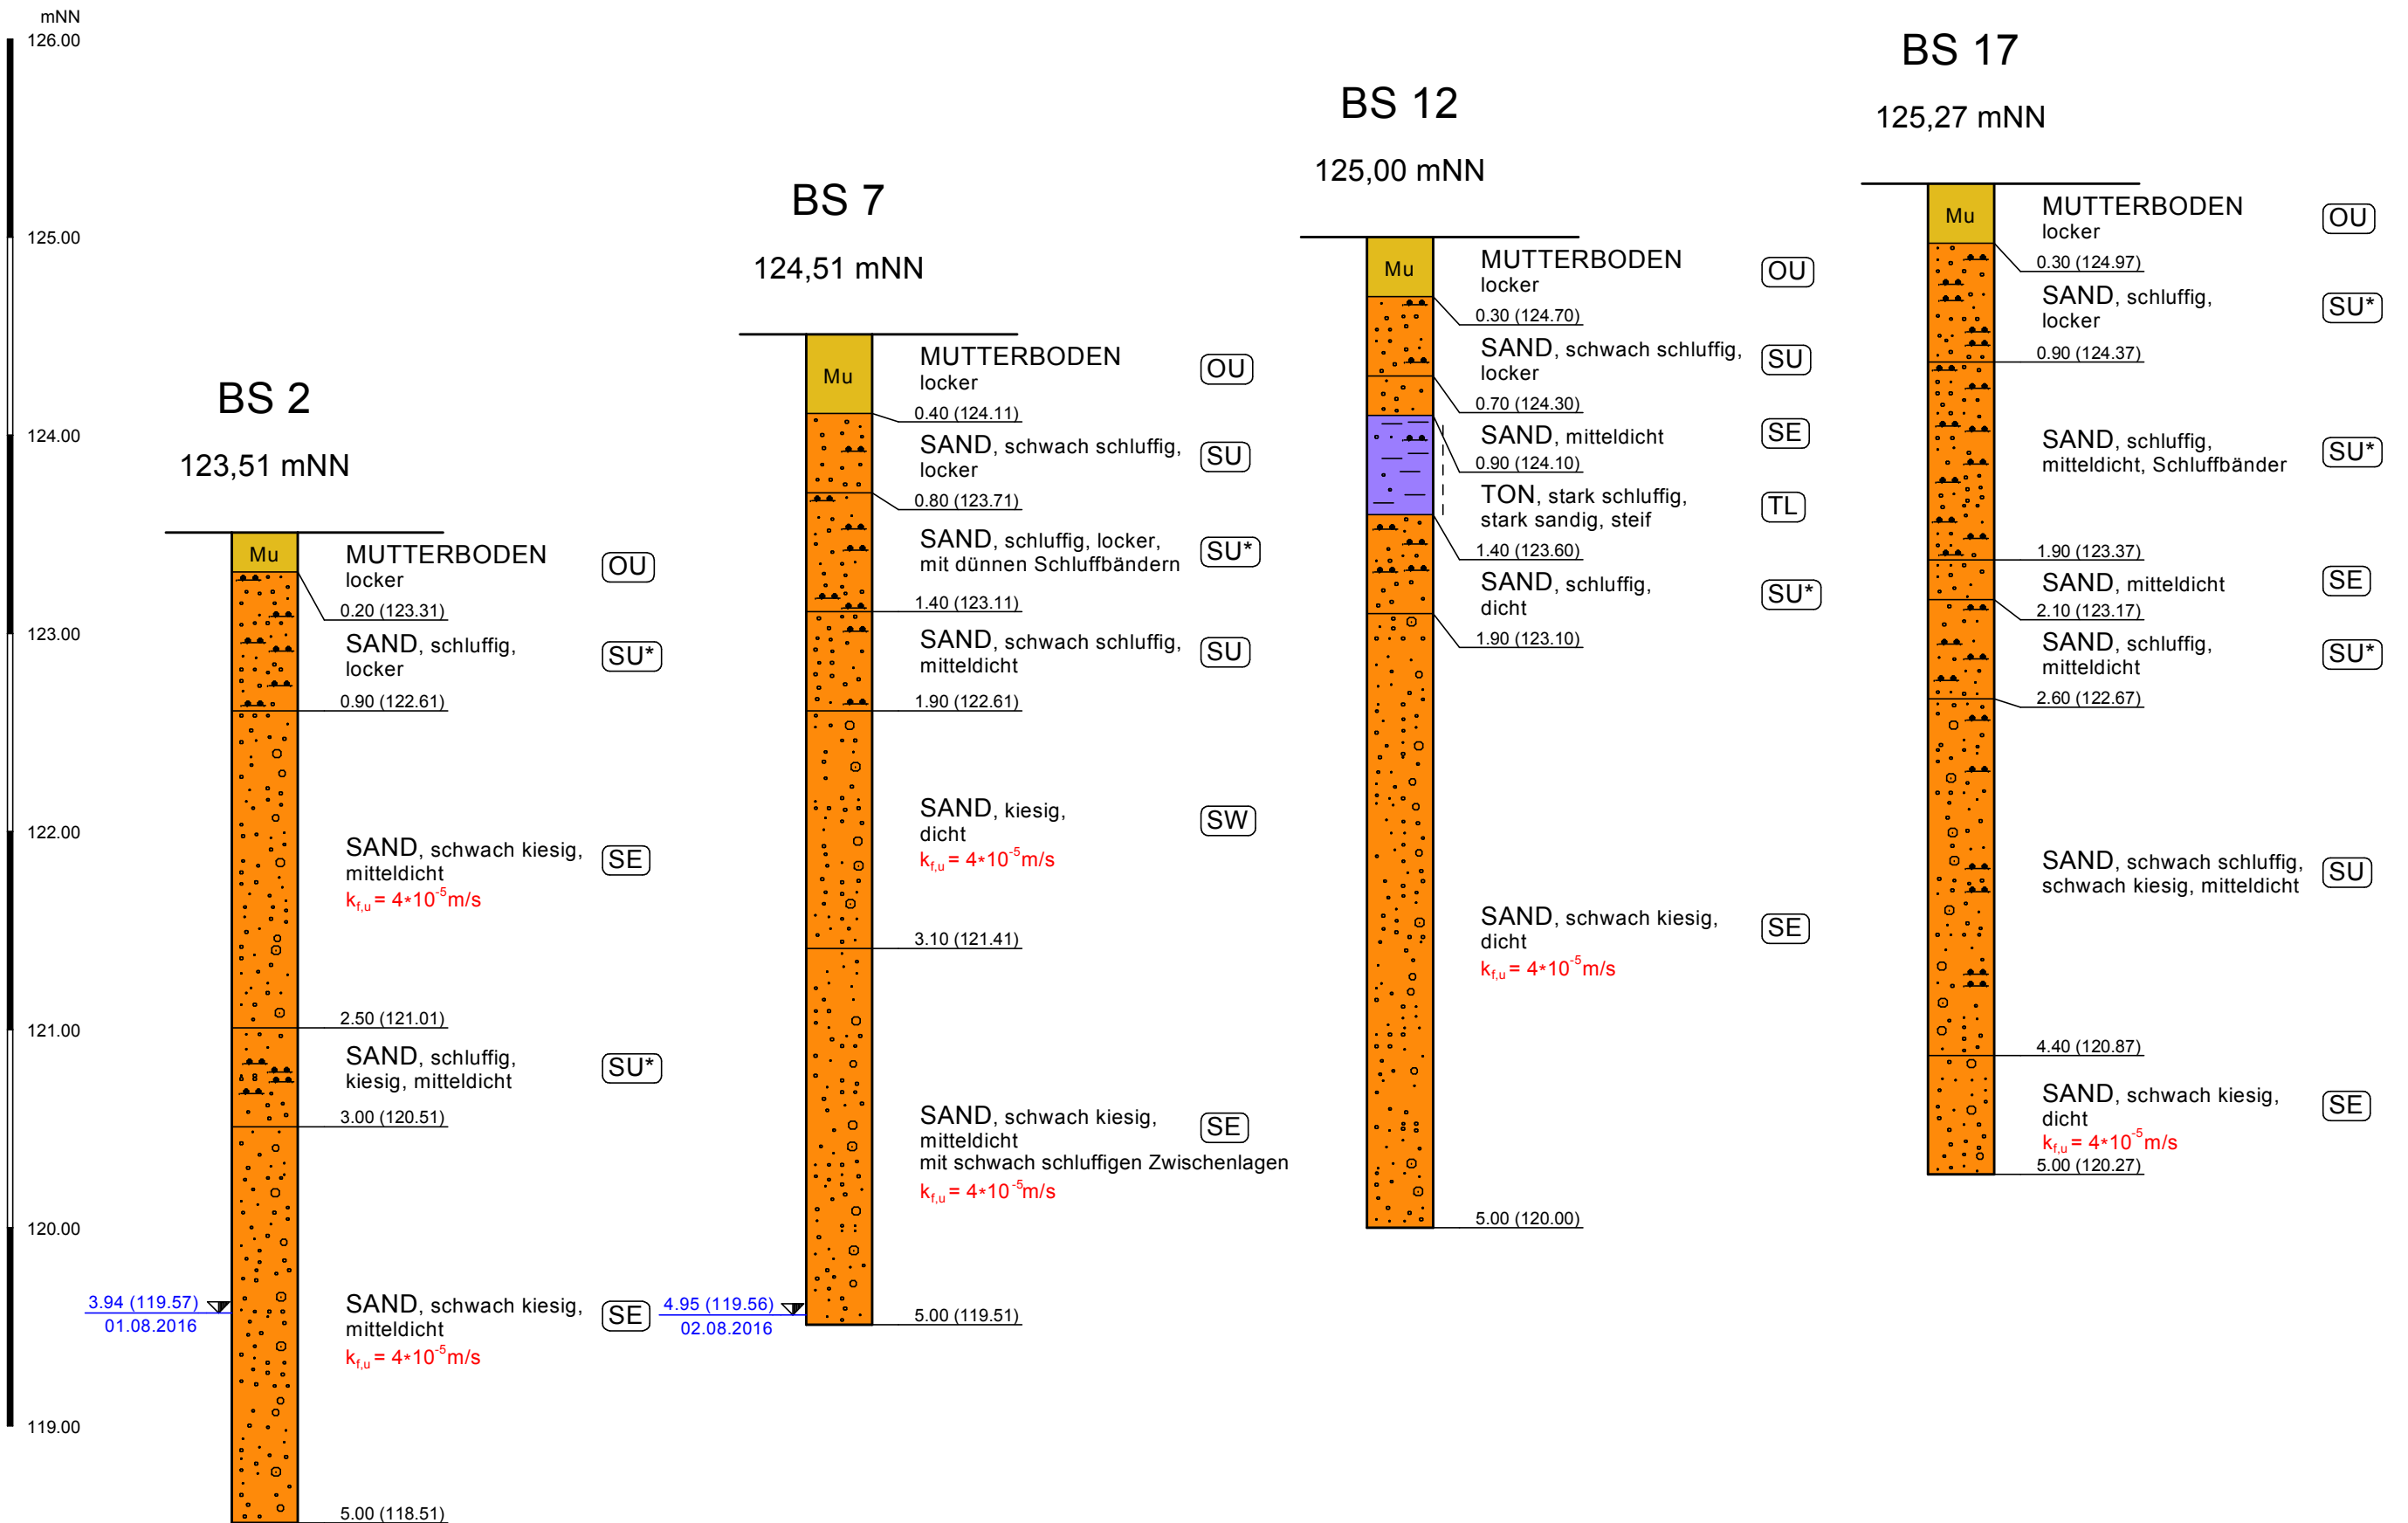 mNN
126.00
125.00
124.00
123.00
122.00
121.00
120.00
119.00
BS 2
123,51 mNN
Mu
MUTTERBODEN
locker
OU
0.20 (123.31)
SAND, schluffig,
locker
SU*
0.90 (122.61)
SAND, schwach kiesig,
mitteldicht
SE
kf,u = 4*10-5m/s
2.50 (121.01)
SAND, schluffig,
kiesig, mitteldicht
SU*
3.00 (120.51)
3.94 (119.57)
01.08.2016
SAND, schwach kiesig,
mitteldicht
SE
kf,u = 4*10-5m/s
5.00 (118.51)
BS 7
124,51 mNN
Mu
MUTTERBODEN
locker
OU
0.40 (124.11)
SAND, schwach schluffig,
locker
SU
0.80 (123.71)
SAND, schluffig, locker,
mit dünnen Schluffbändern
SU*
1.40 (123.11)
SAND, schwach schluffig,
mitteldicht
SU
1.90 (122.61)
SAND, kiesig,
dicht
SW
kf,u = 4*10-5m/s
3.10 (121.41)
SAND, schwach kiesig,
mitteldicht
mit schwach schluffigen Zwischenlagen
SE
kf,u = 4*10-5m/s
4.95 (119.56)
02.08.2016
5.00 (119.51)
BS 12
125,00 mNN
Mu
MUTTERBODEN
locker
OU
0.30 (124.70)
SAND, schwach schluffig,
locker
SU
0.70 (124.30)
SAND, mitteldicht
SE
0.90 (124.10)
TON, stark schluffig,
stark sandig, steif
TL
1.40 (123.60)
SAND, schluffig,
dicht
SU*
1.90 (123.10)
SAND, schwach kiesig,
dicht
SE
kf,u = 4*10-5m/s
5.00 (120.00)
BS 17
125,27 mNN
Mu
MUTTERBODEN
locker
OU
0.30 (124.97)
SAND, schluffig,
locker
SU*
0.90 (124.37)
SAND, schluffig,
mitteldicht, Schluffbänder
SU*
1.90 (123.37)
SAND, mitteldicht
SE
2.10 (123.17)
SAND, schluffig,
mitteldicht
SU*
2.60 (122.67)
SAND, schwach schluffig,
schwach kiesig, mitteldicht
SU
4.40 (120.87)
SAND, schwach kiesig,
dicht
SE
kf,u = 4*10-5m/s
5.00 (120.27)